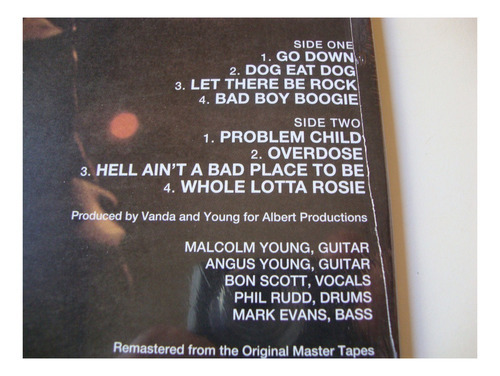 SIDE ONE
1. GO DOWN
2. DOG EAT DOG
3. LET THERE BE ROCK
4. BAD BOY BOOGIE
SIDE TWO
1. PROBLEM CHILD
2. OVERDOSE
3. HELL AIN'T A BAD PLACE TO BE
4. WHOLE LOTTA ROSIE
Produced by Vanda and Young for Albert Productions
MALCOLM YOUNG, GUITAR
ANGUS YOUNG, GUITAR
BON SCOTT, VOCALS
PHIL RUDD, DRUMS
MARK EVANS, BASS
Remastered from the Original Master Tapes